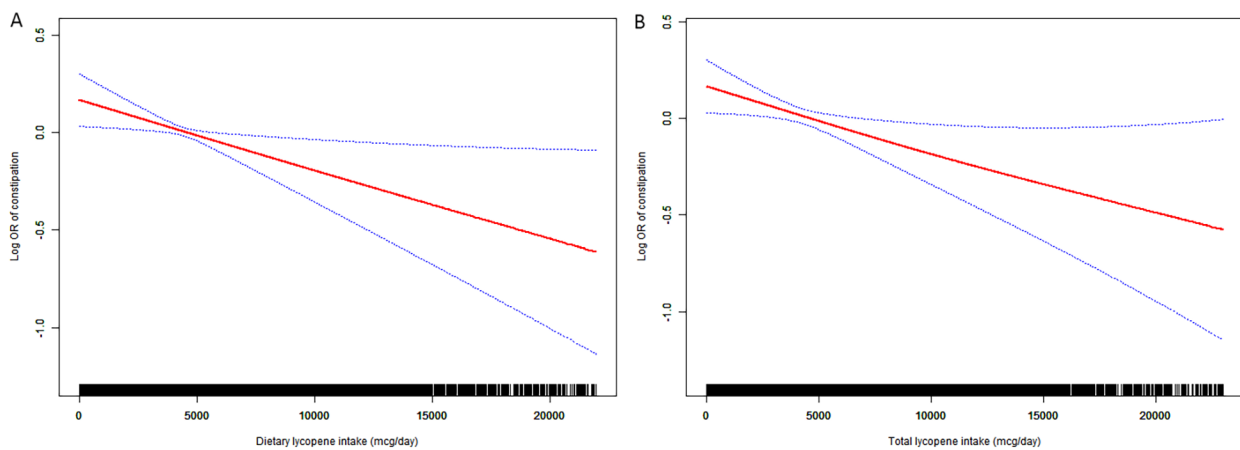 A
0.5
0.0
-0.5
-1.0
Log OR of constipation
0 5000 10000 15000 20000
Dietary lycopene intake (mcg/day)
B
0.5
0.0
-0.5
-1.0
Log OR of constipation
0 5000 10000 15000 20000
Total lycopene intake (mcg/day)